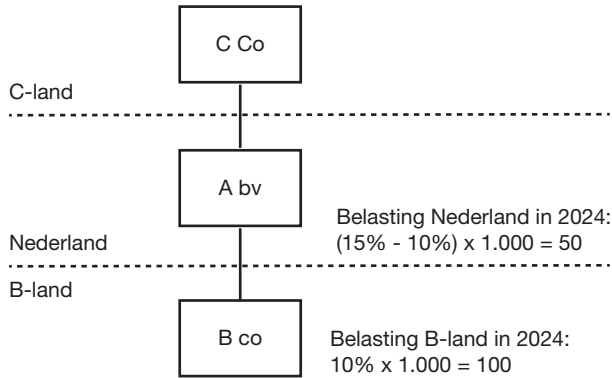 C Co
C-land
A bv
Belasting Nederland in 2024:
(15% - 10%) x 1.000 = 50
Nederland
B-land
B co
Belasting B-land in 2024:
10% x 1.000 = 100